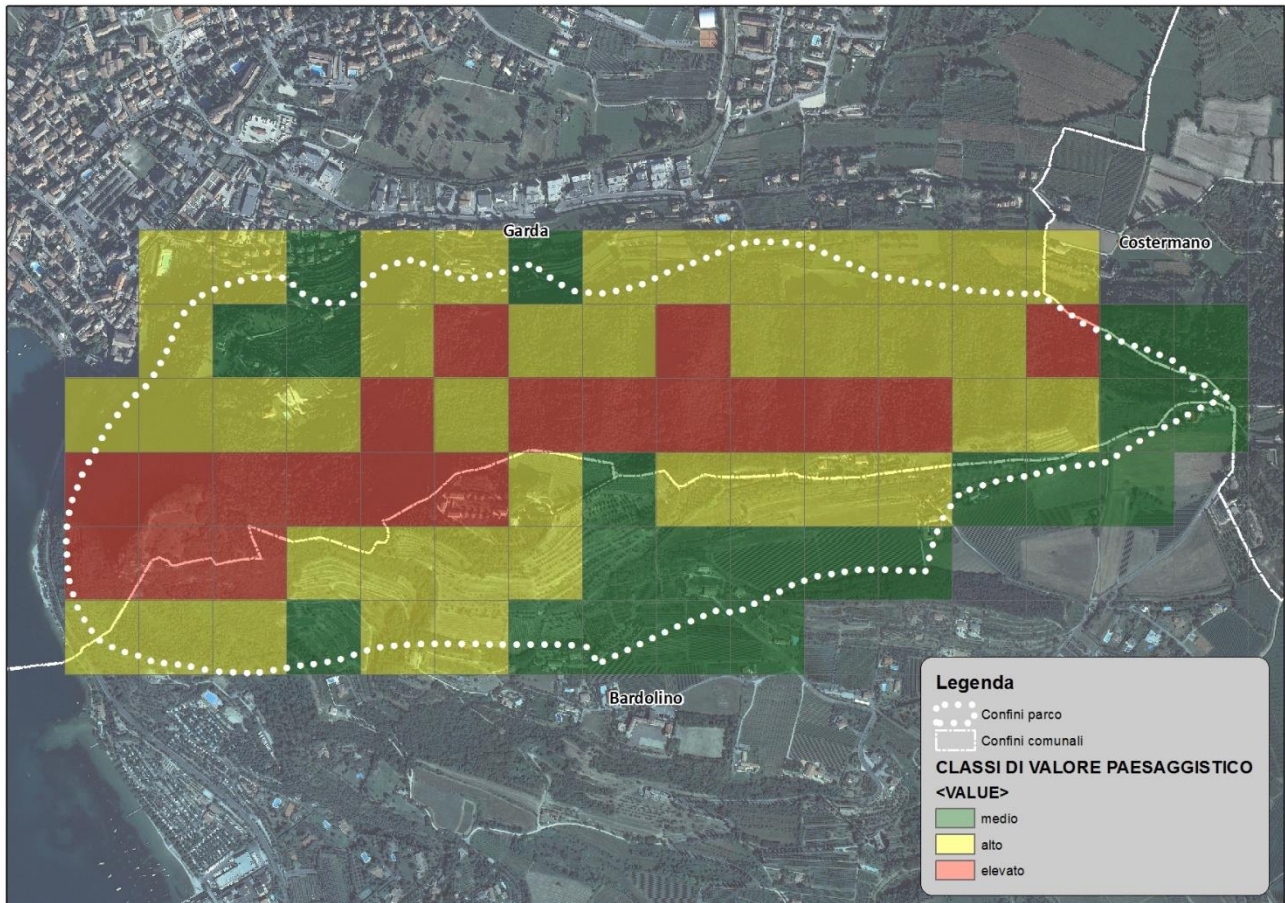 Garda
Costermano
Bardolino
Legenda
Confini parco
Confini comunali
CLASSI DI VALORE PAESAGGISTICO
<VALUE>
medio
alto
elevato